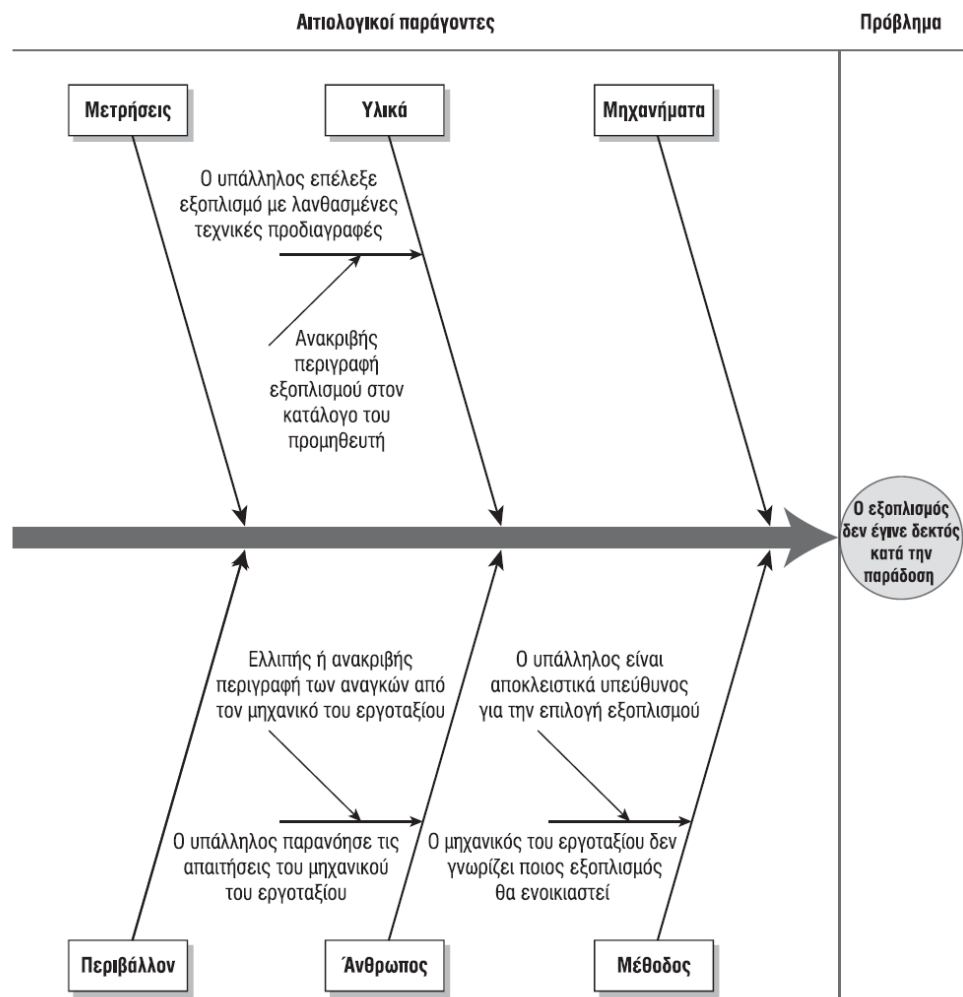 Αιτιολογικοί παράγοντες
Πρόβλημα
Μετρήσεις
Υλικά
Μηχανήματα
Ο υπάλληλος επέλεξε
εξοπλισμό με λανθασμένες
τεχνικές προδιαγραφές
Ανακριβής
περιγραφή
εξοπλισμού στον
κατάλογο του
προμηθευτή
Ο εξοπλισμός
δεν έγινε δεκτός
κατά την
παράδοση
Ελλιπής ή ανακριβής
περιγραφή των αναγκών από
τον μηχανικό του εργοταξίου
Ο υπάλληλος είναι
αποκλειστικά υπεύθυνος
για την επιλογή εξοπλισμού
Ο υπάλληλος παρανόησε τις
απαιτήσεις του μηχανικού
του εργοταξίου
Ο μηχανικός του εργοταξίου δεν
γνωρίζει ποιος εξοπλισμός
θα ενοικιαστεί
Περιβάλλον
Άνθρωπος
Μέθοδος